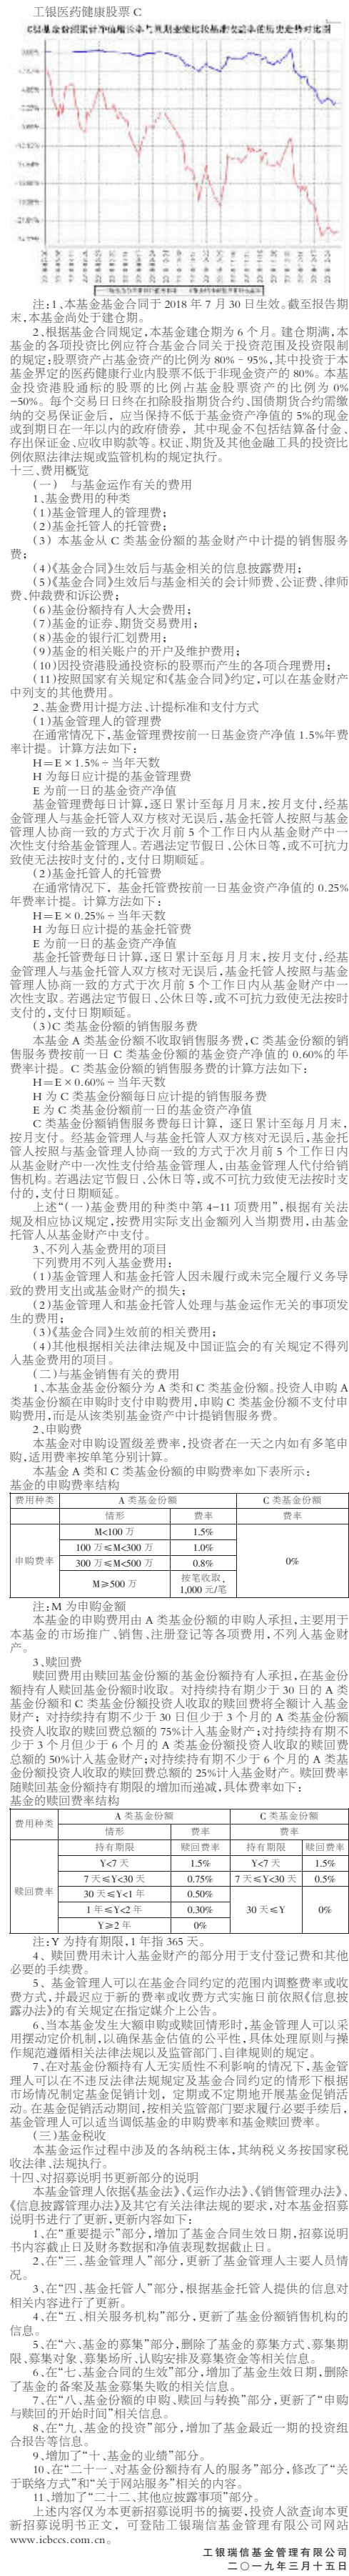 工银医药健康股票 C
C类基金份额累计净值增长率与同期业绩比较基准收益率的历史走势对比图
注:1、本基金基金合同于 2018 年 7 月 30 日生效。截至报告期
末,本基金尚处于建仓期。
2、根据基金合同规定,本基金建仓期为 6 个月。建仓期满,本
基金的各项投资比例应符合基金合同关于投资范围及投资限制
的规定:股票资产占基金资产的比例为 80% - 95%,其中投资于本
基金界定的医药健康行业内股票不低于非现金资产的 80%。本基
金投资港股通标的股票的比例占基金股票资产的比例为 0%
-50%。每个交易日日终在扣除股指期货合约、国债期货合约需缴
纳的交易保证金后,应当保持不低于基金资产净值的 5%的现金
或到期日在一年以内的政府债券,其中现金不包括结算备付金、
存出保证金、应收申购款等。权证、期货及其他金融工具的投资比
例依照法律法规或监管机构的规定执行。
十三、费用概览
(一) 与基金运作有关的费用
1、基金费用的种类
(1)基金管理人的管理费;
(2)基金托管人的托管费;
(3) 本基金从 C 类基金份额的基金财产中计提的销售服务
费;
(4)《基金合同》生效后与基金相关的信息披露费用;
(5)《基金合同》生效后与基金相关的会计师费、公证费、律师
费、仲裁费和诉讼费;
(6)基金份额持有人大会费用;
(7)基金的证券、期货交易费用;
(8)基金的银行汇划费用;
(9)基金的相关账户的开户及维护费用;
(10)因投资港股通投资标的股票而产生的各项合理费用;
(11)按照国家有关规定和《基金合同》约定,可以在基金财产
中列支的其他费用。
2、基金费用计提方法、计提标准和支付方式
(1)基金管理人的管理费
在通常情况下,基金管理费按前一日基金资产净值 1.5%年费
率计提。计算方法如下:
H=E×1.5%÷当年天数
H 为每日应计提的基金管理费
E 为前一日的基金资产净值
基金管理费每日计算,逐日累计至每月月末,按月支付,经基
金管理人与基金托管人双方核对无误后,基金托管人按照与基金
管理人协商一致的方式于次月前 5 个工作日内从基金财产中一
次性支付给基金管理人。若遇法定节假日、公休日等,或不可抗力
致使无法按时支付的,支付日期顺延。
(2)基金托管人的托管费
在通常情况下,基金托管费按前一日基金资产净值的 0.25%
年费率计提。计算方法如下:
H=E×0.25%÷当年天数
H 为每日应计提的基金托管费
E 为前一日的基金资产净值
基金托管费每日计算,逐日累计至每月月末,按月支付,经基
金管理人与基金托管人双方核对无误后,基金托管人按照与基金
管理人协商一致的方式于次月前 5 个工作日内从基金财产中一
次性支取。若遇法定节假日、公休日等,或不可抗力致使无法按时
支付的,支付日期顺延。
(3)C 类基金份额的销售服务费
本基金 A 类基金份额不收取销售服务费,C 类基金份额的销
售服务费按前一日 C 类基金份额的基金资产净值的 0.60%的年
费率计提。C 类基金份额的销售服务费的计算方法如下:
H=E×0.60%÷当年天数
H 为 C 类基金份额每日应计提的销售服务费
E 为 C 类基金份额前一日的基金资产净值
C 类基金份额销售服务费每日计算,逐日累计至每月月末,
按月支付。经基金管理人与基金托管人双方核对无误后,基金托
管人按照与基金管理人协商一致的方式于次月前 5 个工作日内
从基金财产中一次性支付给基金管理人,由基金管理人代付给销
售机构。若遇法定节假日、公休日等,或不可抗力致使无法按时支
付的,支付日期顺延。
上述“(一)基金费用的种类中第 4-11 项费用”,根据有关法
规及相应协议规定,按费用实际支出金额列入当期费用,由基金
托管人从基金财产中支付。
3、不列入基金费用的项目
下列费用不列入基金费用:
(1)基金管理人和基金托管人因未履行或未完全履行义务导
致的费用支出或基金财产的损失;
(2)基金管理人和基金托管人处理与基金运作无关的事项发
生的费用;
(3)《基金合同》生效前的相关费用;
(4)其他根据相关法律法规及中国证监会的有关规定不得列
入基金费用的项目。
(二)与基金销售有关的费用
1、本基金基金份额分为 A 类和 C 类基金份额。投资人申购 A
类基金份额在申购时支付申购费用,申购 C 类基金份额不支付申
购费用,而是从该类别基金资产中计提销售服务费。
2、申购费
本基金对申购设置级差费率,投资者在一天之内如有多笔申
购,适用费率按单笔分别计算。
本基金 A 类和 C 类基金份额的申购费率如下表所示:
基金的申购费率结构
费用种类 A 类基金份额 C 类基金份额
情形 费率 费率
申购费率 M<100 万 1.5% 0%
100 万≤M<300 万 1.0%
300 万≤M<500 万 0.8%
M≥500 万 按笔收取,
1,000 元/笔
注:M 为申购金额
本基金的申购费用由 A 类基金份额的申购人承担,主要用于
本基金的市场推广、销售、注册登记等各项费用,不列入基金财
产。
3、赎回费
赎回费用由赎回基金份额的基金份额持有人承担,在基金份
额持有人赎回基金份额时收取。对持续持有期少于 30 日的 A 类
基金份额和 C 类基金份额投资人收取的赎回费将全额计入基金
财产;对持续持有期不少于 30 日但少于 3 个月的 A 类基金份额
投资人收取的赎回费总额的 75%计入基金财产;对持续持有期不
少于 3 个月但少于 6 个月的 A 类基金份额投资人收取的赎回费
总额的 50%计入基金财产;对持续持有期不少于 6 个月的 A 类基
金份额投资人收取的赎回费总额的 25%计入基金财产。赎回费率
随赎回基金份额持有期限的增加而递减,具体费率如下:
基金的赎回费率结构
费用种类 A 类基金份额 C 类基金份额
情形 费率 费率
赎回费率 持有期限 赎回费率 持有期限 赎回费率
Y<7 天 1.5% Y<7 天 1.5%
7 天≤Y<30 天 0.75% 7 天≤Y<30 天 0.5%
30 天≤Y<1 年 0.50% 30 天≤Y 0%
1 年≤Y<2 年 0.30%
Y≥2 年 0%
注:Y 为持有期限,1 年指 365 天。
4、赎回费用未计入基金财产的部分用于支付登记费和其他
必要的手续费。
5、基金管理人可以在基金合同约定的范围内调整费率或收
费方式,并最迟应于新的费率或收费方式实施日前依照《信息披
露办法》的有关规定在指定媒介上公告。
6、当本基金发生大额申购或赎回情形时,基金管理人可以采
用摆动定价机制,以确保基金估值的公平性,具体处理原则与操
作规范遵循相关法律法规以及监管部门、自律规则的规定。
7、在对基金份额持有人无实质性不利影响的情况下,基金管
理人可以在不违反法律法规规定及基金合同约定的情形下根据
市场情况制定基金促销计划,定期或不定期地开展基金促销活
动。在基金促销活动期间,按相关监管部门要求履行必要手续后,
基金管理人可以适当调低基金的申购费率和基金赎回费率。
(三)基金税收
本基金运作过程中涉及的各纳税主体,其纳税义务按国家税
收法律、法规执行。
十四、对招募说明书更新部分的说明
本基金管理人依据《基金法》、《运作办法》、《销售管理办法》、
《信息披露管理办法》及其它有关法律法规的要求,对本基金招募
说明书进行了更新,更新内容如下:
1、在“重要提示”部分,增加了基金合同生效日期,招募说明
书内容截止日及财务数据和净值表现数据截止日。
2、在“三、基金管理人”部分,更新了基金管理人主要人员情
况。
3、在“四、基金托管人”部分,根据基金托管人提供的信息对
相关内容进行了更新。
4、在“五、相关服务机构”部分,更新了基金份额销售机构的
信息。
5、在“六、基金的募集”部分,删除了基金的募集方式、募集期
限、募集对象、募集场所、认购安排及募集资金等相关信息。
6、在“七、基金合同的生效”部分,增加了基金生效日期,删除
了基金的备案及基金募集失败的相关信息。
7、在“八、基金份额的申购、赎回与转换”部分,更新了“申购
与赎回的开始时间”相关信息。
8、在“九、基金的投资”部分,增加了基金最近一期的投资组
合报告等信息。
9、增加了“十、基金的业绩”部分。
10、在“二十一、对基金份额持有人的服务”部分,修改了“关
于联络方式”和“关于网站服务”相关的内容。
11、增加了“二十二、其他应披露事项”部分。
上述内容仅为本更新招募说明书的摘要,投资人欲查询本更
新招募说明书正文,可登陆工银瑞信基金管理有限公司网站
www.icbccs.com.cn。
工银瑞信基金管理有限公司
二〇一九年三月十五日